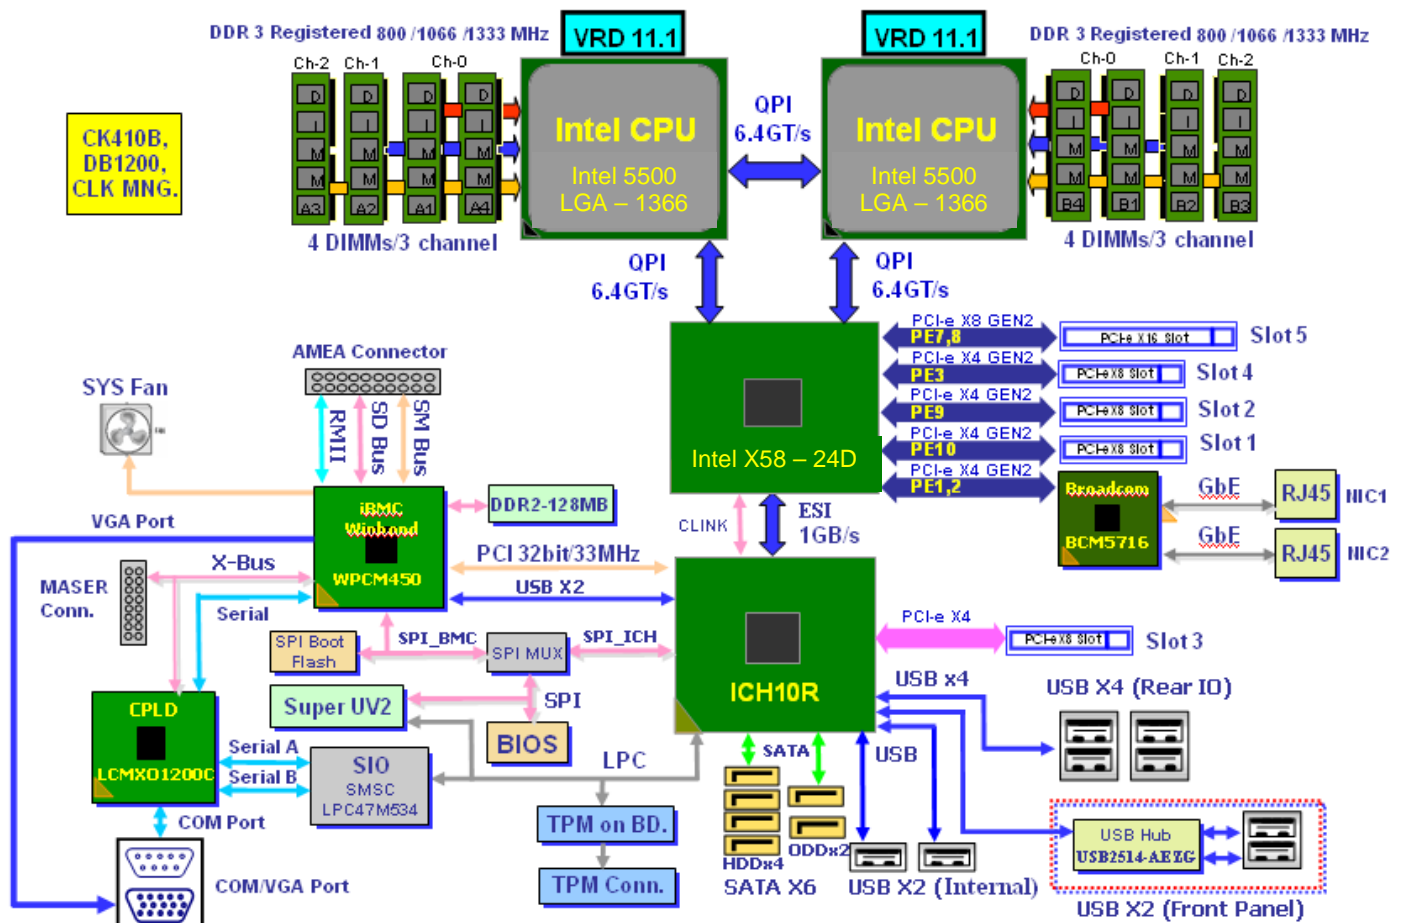 DDR 3 Registered 800 /1066 /1333 MHz
VRD 11.1
VRD 11.1
DDR 3 Registered 800 /1066 /1333 MHz
Ch-2
Ch-1
Ch-0
Ch-0
Ch-1
Ch-2
D I M M A3
D I M M A2
D I M M A1
D I M M A4
Intel CPU
Intel 5500
LGA – 1366
QPI
6.4GT/s
Intel CPU
Intel 5500
LGA – 1366
D I M M B4
D I M M B1
D I M M B2
D I M M B3
CK410B,
DB1200,
CLK MNG.
4 DIMMs/3 channel
4 DIMMs/3 channel
QPI
6.4GT/s
QPI
6.4GT/s
PCI-e X8 GEN2
PE7,8
PCI-e X16 Slot
Slot 5
PCI-e X4 GEN2
PE3
PCI-e X8 Slot
Slot 4
PCI-e X4 GEN2
PE9
PCI-e X8 Slot
Slot 2
PCI-e X4 GEN2
PE10
PCI-e X8 Slot
Slot 1
PCI-e X4 GEN2
PE1,2
Intel X58 – 24D
AMEA Connector
SYS Fan
RMII
SD Bus
SM Bus
Broadcom
BCM5716
GbE
RJ45
NIC1
GbE
RJ45
NIC2
iBMC
Winbond
WPCM450
DDR2-128MB
VGA Port
CLINK
ESI
1GB/s
X-Bus
PCI 32bit/33MHz
MASER
Conn.
Serial
USB X2
SPI Boot
Flash
SPI_BMC
SPI MUX
SPI_ICH
ICH10R
PCI-e X4
PCI-e X8 Slot
Slot 3
USB x4
USB X4 (Rear IO)
CPLD
LCMXO1200C
Super UV2
SPI
BIOS
Serial A
Serial B
SIO
SMSC
LPC47M534
LPC
SATA
USB
COM Port
TPM on BD.
TPM Conn.
HDDx4
ODDx2
SATA X6
USB X2 (Internal)
USB Hub
USB2514-AEZG
USB X2 (Front Panel)
COM/VGA Port